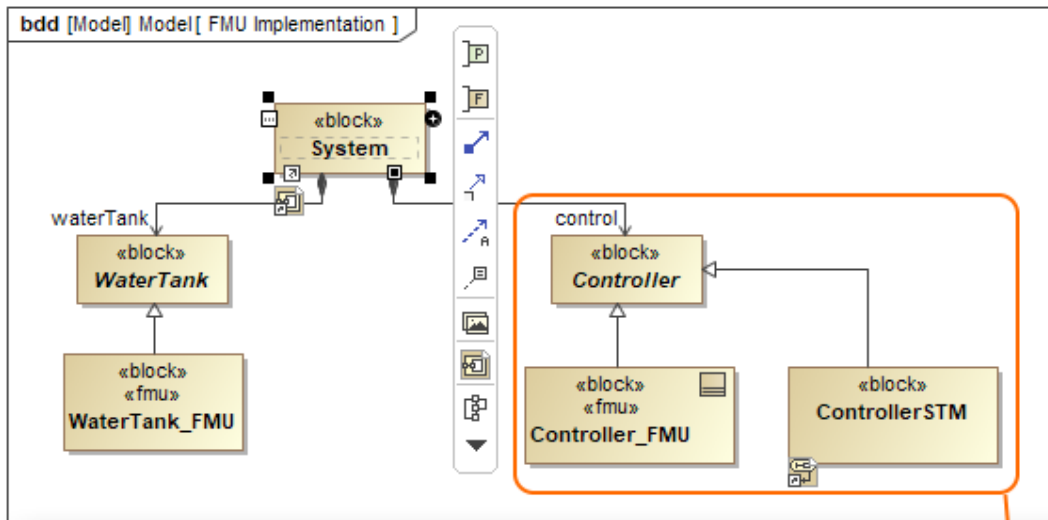 bdd [Model] Model[ FMU Implementation ]
P
F
«block»
System
A
waterTank
control
«block»
WaterTank
«block»
Controller
«block»
«fmu»
WaterTank_FMU
«block»
«fmu»
Controller_FMU
«block»
ControllerSTM